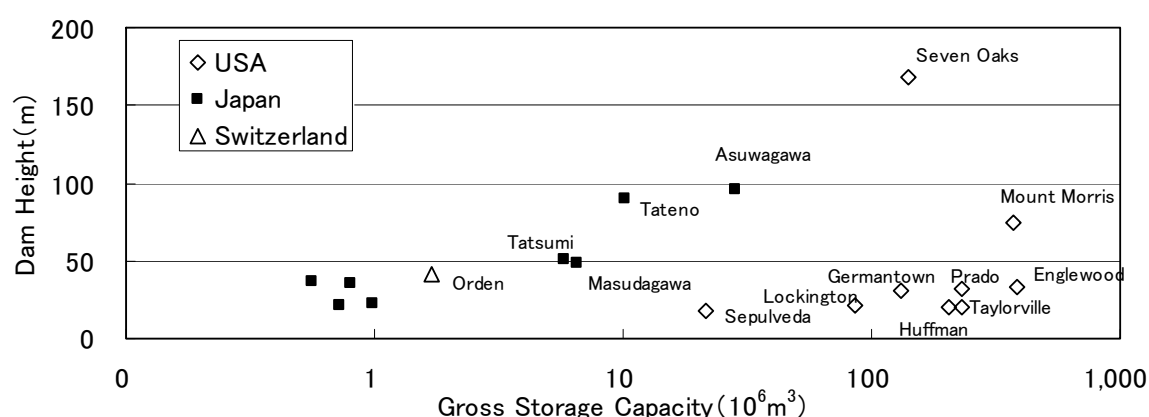 200
150
100
50
0
Dam Height(m)
USA
Japan
Switzerland
Seven Oaks
Asuwagawa
Tateno
Mount Morris
Tatsumi
Orden
Masudagawa
Germantown
Prado
Englewood
Lockington
Sepulveda
Taylorville
Huffman
0 1 10 100 1,000
Gross Storage Capacity(10⁶m³)